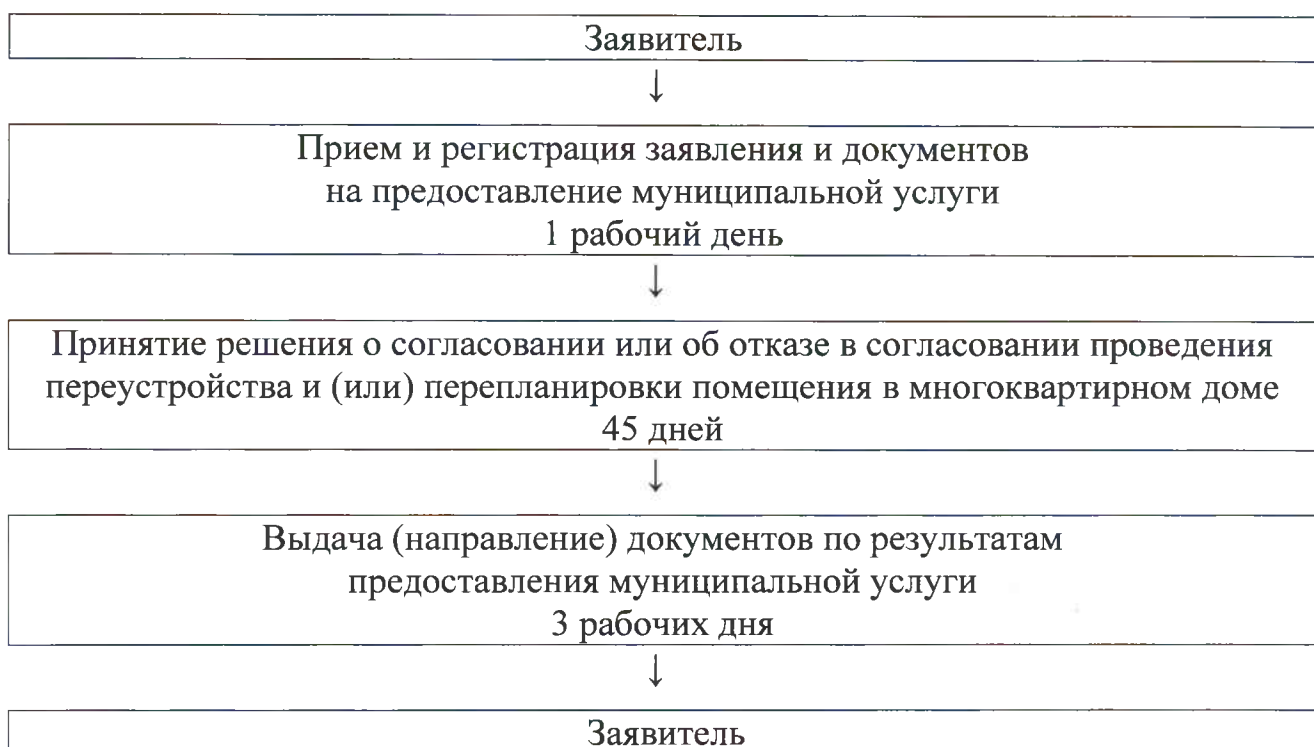 Заявитель
↓
Прием и регистрация заявления и документов
на предоставление муниципальной услуги
1 рабочий день
↓
Принятие решения о согласовании или об отказе в согласовании проведения
переустройства и (или) перепланировки помещения в многоквартирном доме
45 дней
↓
Выдача (направление) документов по результатам
предоставления муниципальной услуги
3 рабочих дня
↓
Заявитель